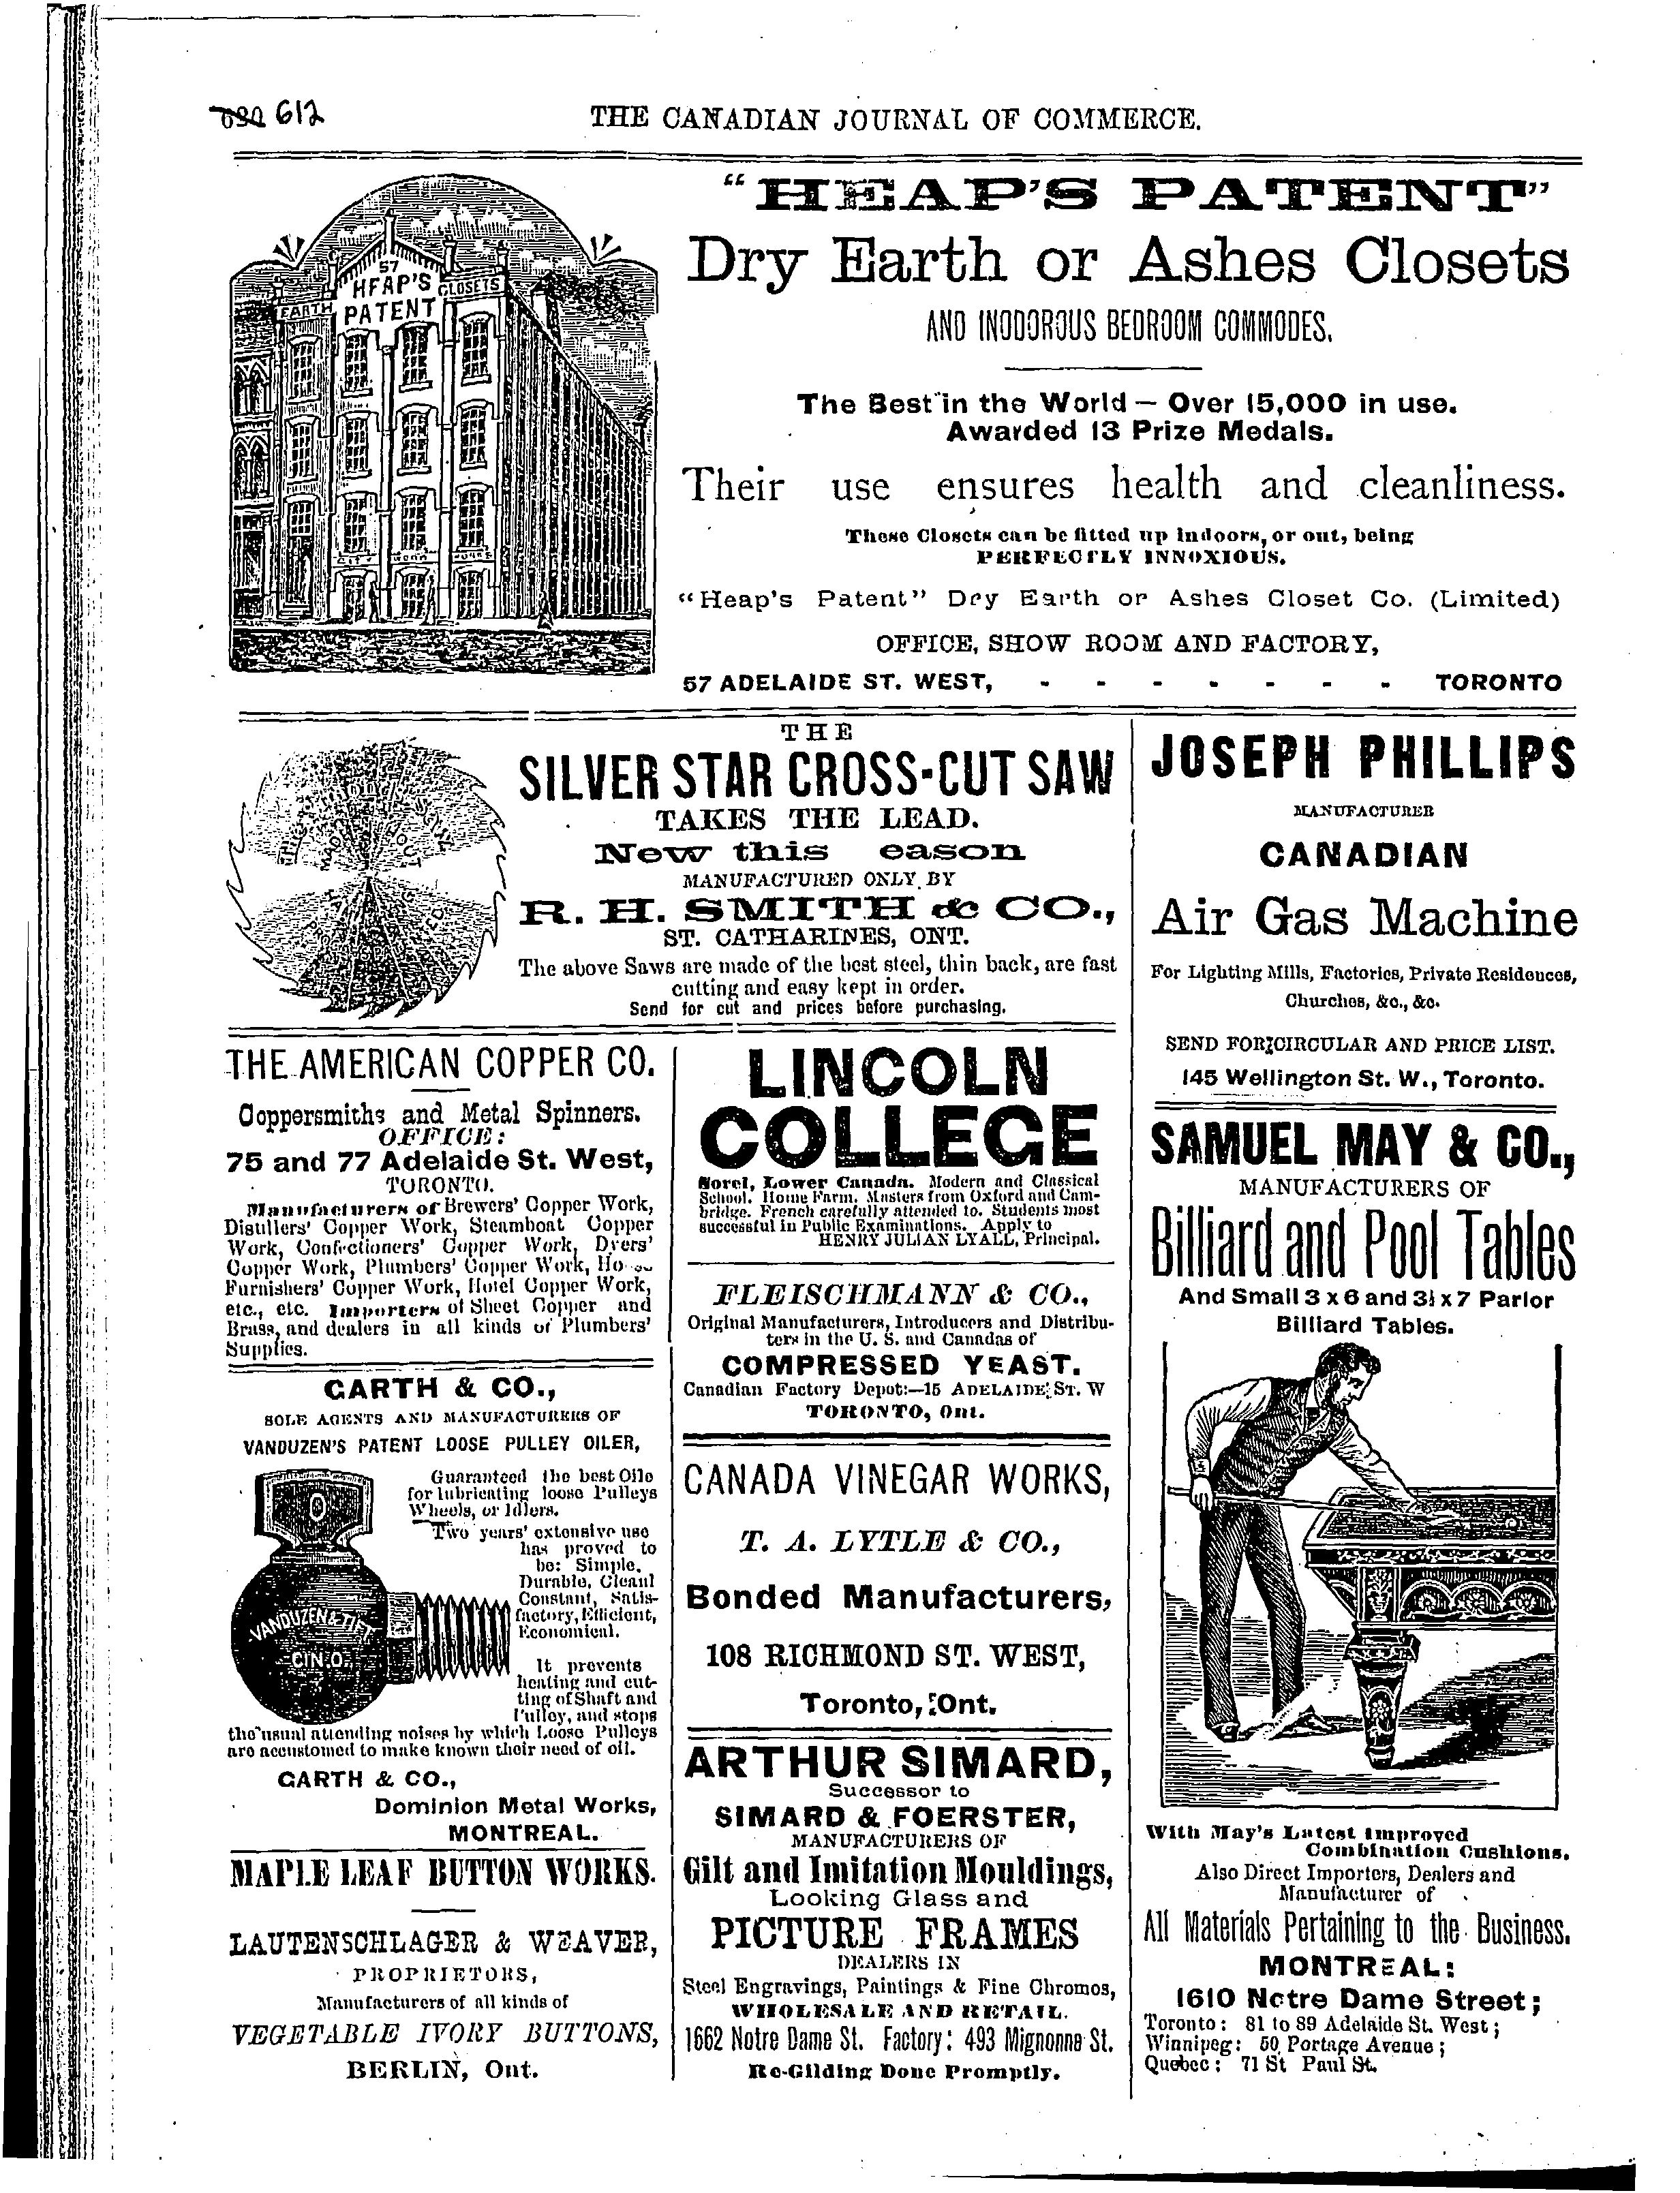 612
THE CANADIAN JOURNAL OF COMMERCE.
57
HEAP'S
PATENT
EARTH
CLOSETS
"HEAP'S PATENT"
Dry Earth or Ashes Closets
AND INODOROUS BEDROOM COMMODES.
The Best in the World — Over 15,000 in use.
Awarded 13 Prize Medals.
Their use ensures health and cleanliness.
These Closets can be fitted up Indoors, or out, being
PERFECTLY INNOXIOUS.
"Heap's Patent" Dry Earth or Ashes Closet Co. (Limited)
OFFICE, SHOW ROOM AND FACTORY,
57 ADELAIDE ST. WEST, - - - - - - - TORONTO
THE
SILVER STAR CROSS-CUT SAW
TAKES THE LEAD.
New this eason
MANUFACTURED ONLY BY
R. H. SMITH & CO.,
ST. CATHARINES, ONT.
The above Saws are made of the best steel, thin back, are fast
cutting and easy kept in order.
Send for cut and prices before purchasing.
THE AMERICAN COPPER CO.
Coppersmiths and Metal Spinners.
OFFICE:
75 and 77 Adelaide St. West,
TORONTO.
Manufacturers of Brewers' Copper Work,
Distillers' Copper Work, Steamboat Copper
Work, Confectioners' Copper Work, Dyers'
Copper Work, Plumbers' Copper Work,
Furnishers' Copper Work, Hotel Copper Work,
etc., etc. Importers of Sheet Copper and
Brass, and dealers in all kinds of Plumbers'
Supplies.
GARTH & CO.,
SOLE AGENTS AND MANUFACTURERS OF
VANDUZEN'S PATENT LOOSE PULLEY OILER,
Guaranteed the best Oile
for lubricating loose Pulleys
Wheels, or Idlers.
Two years' extensive use
has proved to
be: Simple,
Durable, Cleanl
Constant, Satis-
factory, Efficient,
Economical.
It prevents
heating and cut-
ting of Shaft and
Pulley, and stops
the usual attending noises by which Loose Pulleys
are accustomed to make known their need of oil.
VANDUZEN & TIFT
CIN. O.
GARTH & CO.,
Dominion Metal Works,
MONTREAL.
MAPLE LEAF BUTTON WORKS.
LAUTENSCHLAGER & WEAVER,
PROPRIETORS,
Manufacturers of all kinds of
VEGETABLE IVORY BUTTONS,
BERLIN, Ont.
LINCOLN
COLLEGE
Sorel, Lower Canada. Modern and Classical
School. Home Farm. Masters from Oxford and Cam-
bridge. French carefully attended to. Students most
successful in Public Examinations. Apply to
HENRY JULIAN LYALL, Principal.
FLEISCHMANN & CO.,
Original Manufacturers, Introducers and Distribu-
ters in the U. S. and Canadas of
COMPRESSED YEAST.
Canadian Factory Depot:—15 ADELAIDE ST. W
TORONTO, Ont.
CANADA VINEGAR WORKS,
T. A. LYTLE & CO.,
Bonded Manufacturers,
108 RICHMOND ST. WEST,
Toronto, Ont.
ARTHUR SIMARD,
Successor to
SIMARD & FOERSTER,
MANUFACTURERS OF
Gilt and Imitation Mouldings,
Looking Glass and
PICTURE FRAMES
DEALERS IN
Steel Engravings, Paintings & Fine Chromos,
WHOLESALE AND RETAIL.
1662 Notre Dame St. Factory: 493 Mignonne St.
Re-Gilding Done Promptly.
JOSEPH PHILLIPS
MANUFACTURER
CANADIAN
Air Gas Machine
For Lighting Mills, Factories, Private Residences,
Churches, &c., &c.
SEND FOR CIRCULAR AND PRICE LIST.
145 Wellington St. W., Toronto.
SAMUEL MAY & CO.,
MANUFACTURERS OF
Billiard and Pool Tables
And Small 3 x 6 and 3½ x 7 Parlor
Billiard Tables.
With May's Latest Improved
Combination Cushions.
Also Direct Importers, Dealers and
Manufacturer of
All Materials Pertaining to the Business.
MONTREAL:
1610 Notre Dame Street;
Toronto: 81 to 89 Adelaide St. West;
Winnipeg: 50 Portage Avenue;
Quebec: 71 St Paul St.